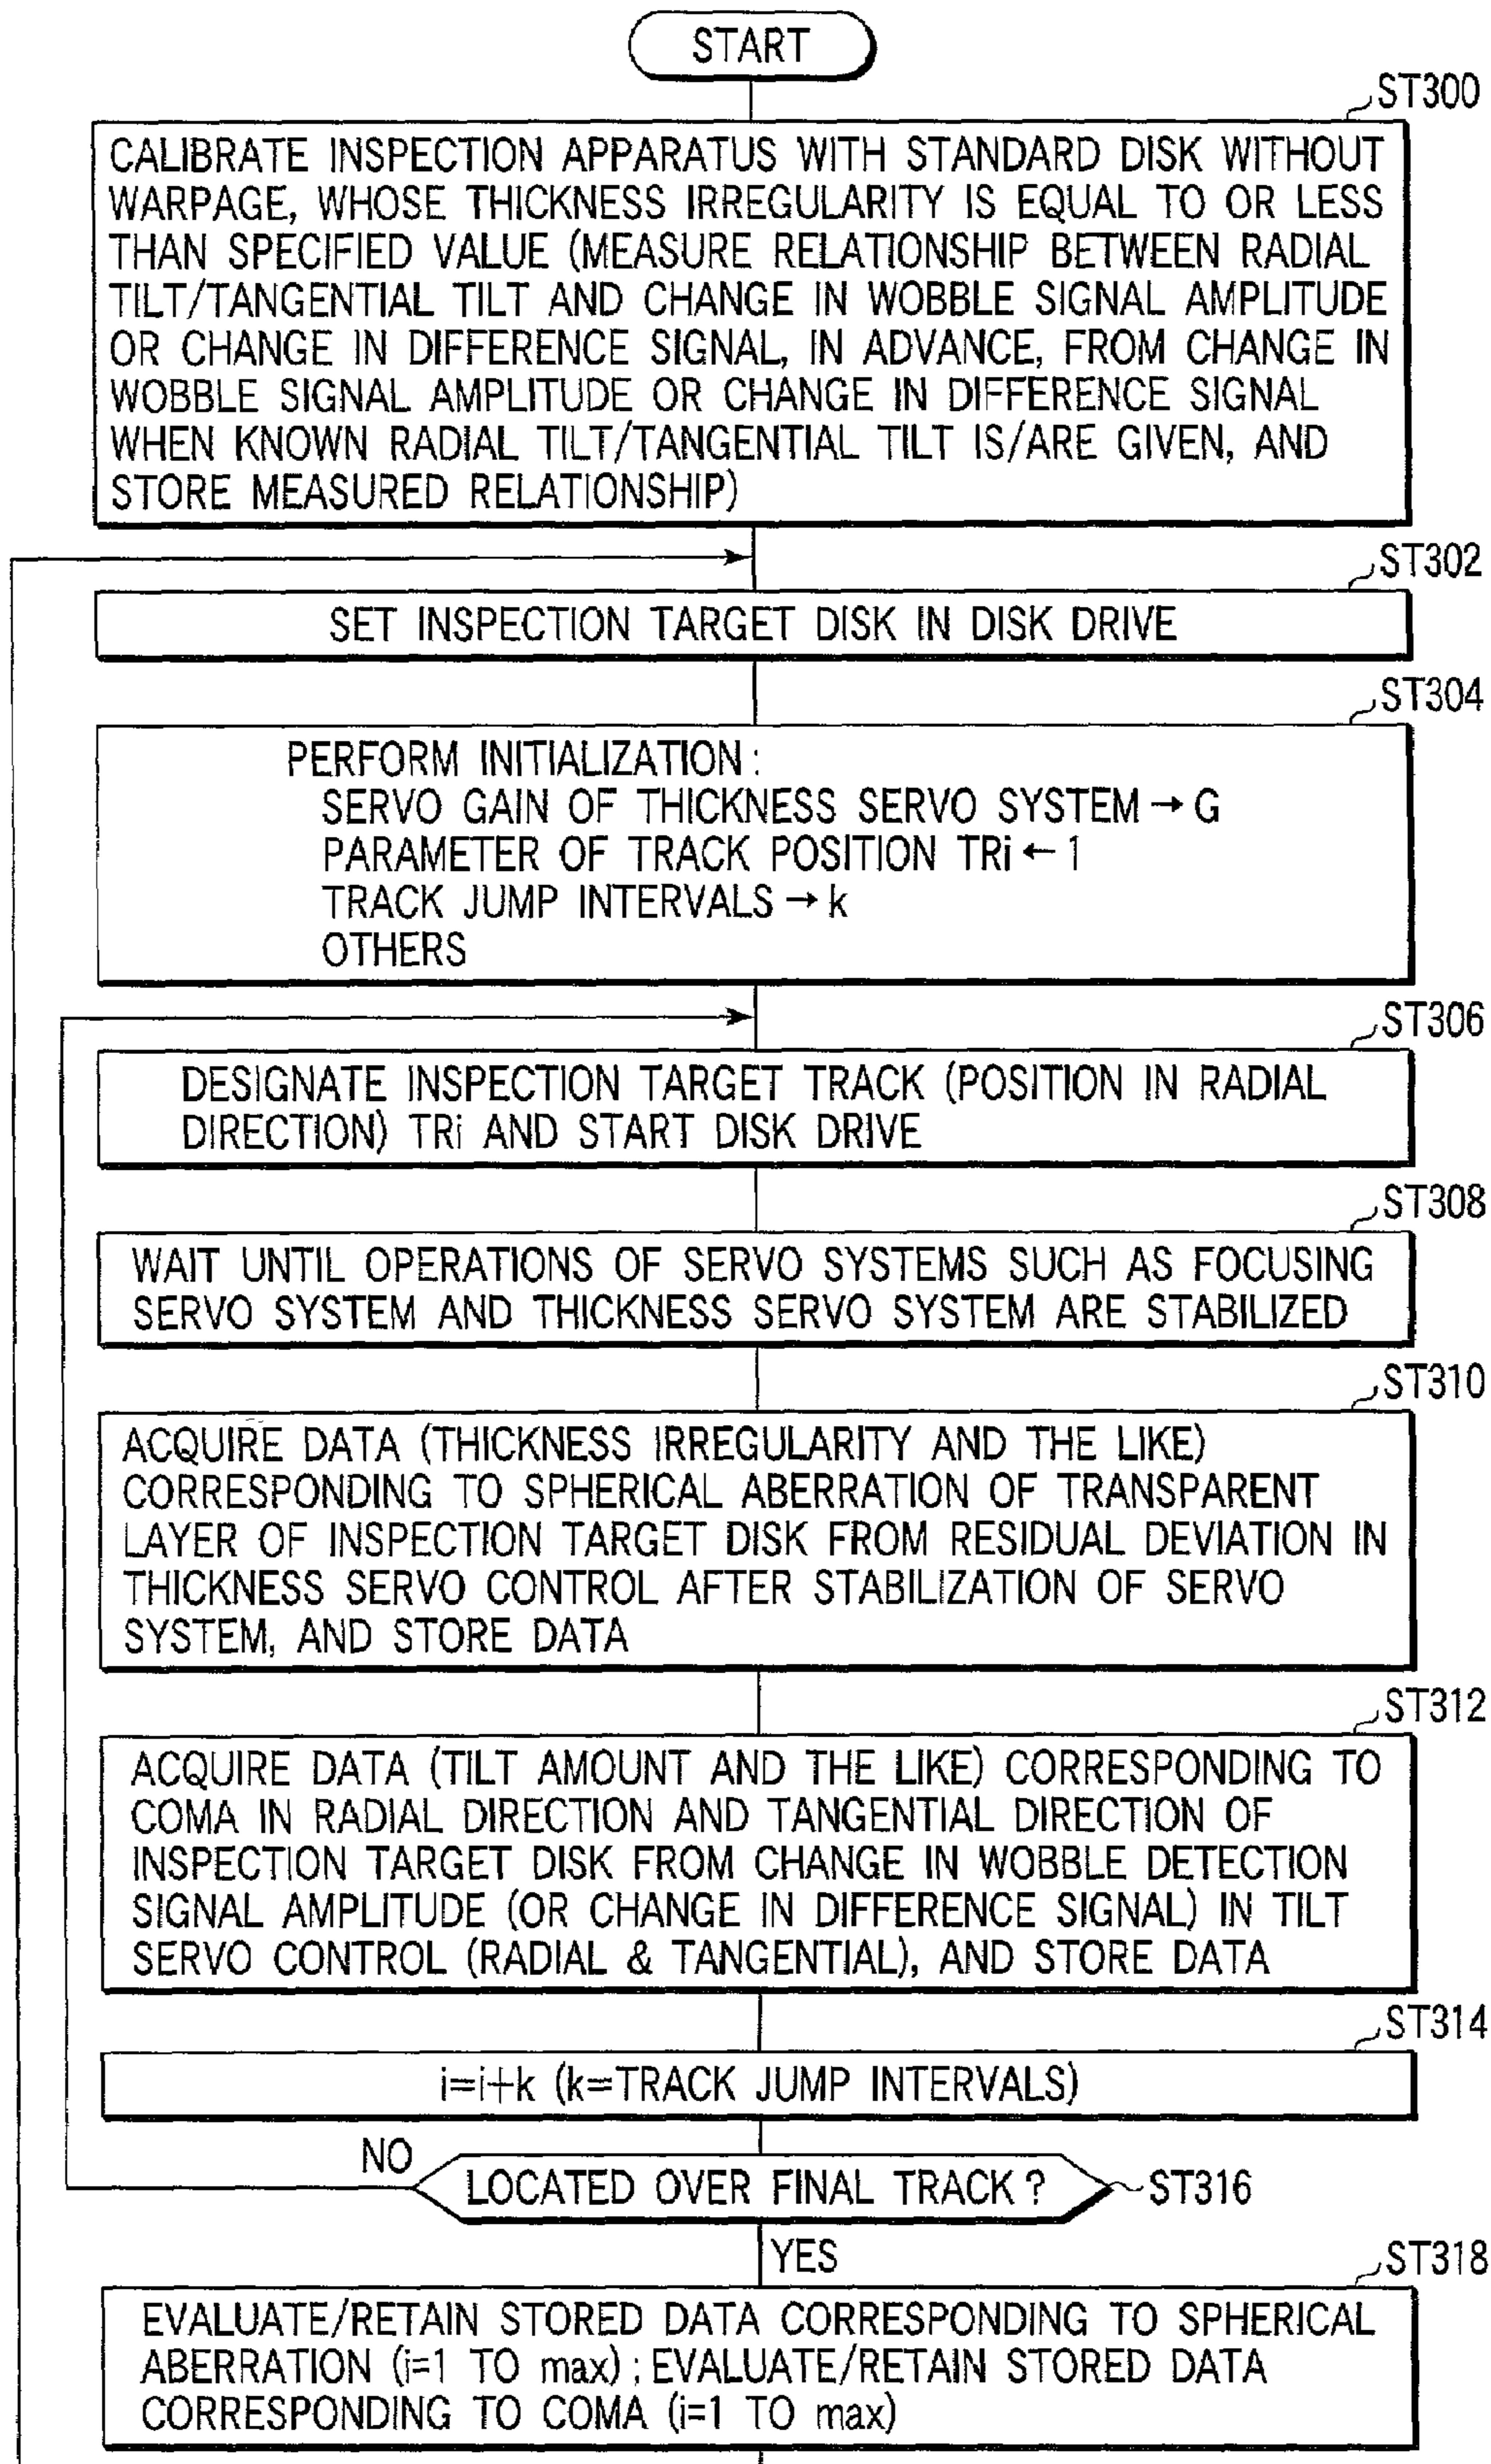 START
ST300
CALIBRATE INSPECTION APPARATUS WITH STANDARD DISK WITHOUT
WARPAGE, WHOSE THICKNESS IRREGULARITY IS EQUAL TO OR LESS
THAN SPECIFIED VALUE (MEASURE RELATIONSHIP BETWEEN RADIAL
TILT/TANGENTIAL TILT AND CHANGE IN WOBBLE SIGNAL AMPLITUDE
OR CHANGE IN DIFFERENCE SIGNAL, IN ADVANCE, FROM CHANGE IN
WOBBLE SIGNAL AMPLITUDE OR CHANGE IN DIFFERENCE SIGNAL
WHEN KNOWN RADIAL TILT/TANGENTIAL TILT IS/ARE GIVEN, AND
STORE MEASURED RELATIONSHIP)
ST302
SET INSPECTION TARGET DISK IN DISK DRIVE
ST304
PERFORM INITIALIZATION:
SERVO GAIN OF THICKNESS SERVO SYSTEM → G
PARAMETER OF TRACK POSITION TRi ← 1
TRACK JUMP INTERVALS → k
OTHERS
ST306
DESIGNATE INSPECTION TARGET TRACK (POSITION IN RADIAL
DIRECTION) TRi AND START DISK DRIVE
ST308
WAIT UNTIL OPERATIONS OF SERVO SYSTEMS SUCH AS FOCUSING
SERVO SYSTEM AND THICKNESS SERVO SYSTEM ARE STABILIZED
ST310
ACQUIRE DATA (THICKNESS IRREGULARITY AND THE LIKE)
CORRESPONDING TO SPHERICAL ABERRATION OF TRANSPARENT
LAYER OF INSPECTION TARGET DISK FROM RESIDUAL DEVIATION IN
THICKNESS SERVO CONTROL AFTER STABILIZATION OF SERVO
SYSTEM, AND STORE DATA
ST312
ACQUIRE DATA (TILT AMOUNT AND THE LIKE) CORRESPONDING TO
COMA IN RADIAL DIRECTION AND TANGENTIAL DIRECTION OF
INSPECTION TARGET DISK FROM CHANGE IN WOBBLE DETECTION
SIGNAL AMPLITUDE (OR CHANGE IN DIFFERENCE SIGNAL) IN TILT
SERVO CONTROL (RADIAL & TANGENTIAL), AND STORE DATA
ST314
i=i+k (k=TRACK JUMP INTERVALS)
NO
LOCATED OVER FINAL TRACK?
ST316
YES
ST318
EVALUATE/RETAIN STORED DATA CORRESPONDING TO SPHERICAL
ABERRATION (i=1 TO max); EVALUATE/RETAIN STORED DATA
CORRESPONDING TO COMA (i=1 TO max)